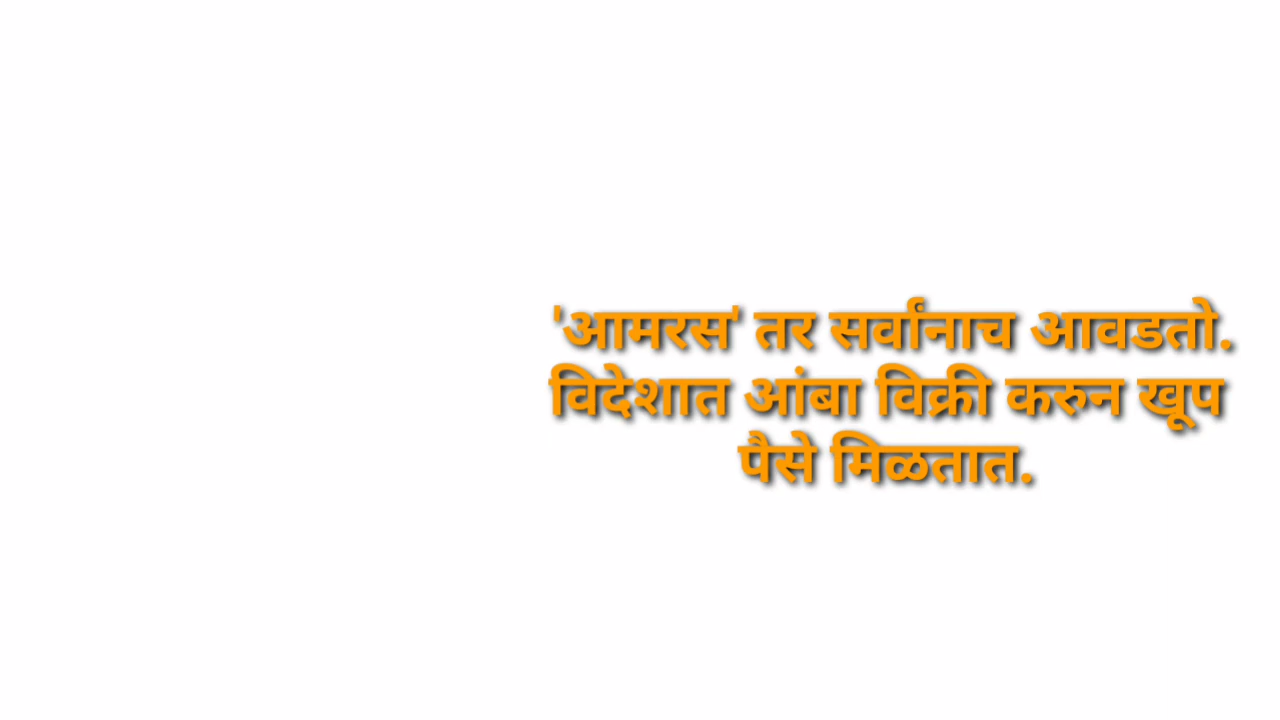 'आमरस' तर सर्वांनाच आवडतो.
विदेशात आंबा विक्री करुन खूप
पैसे मिळतात.